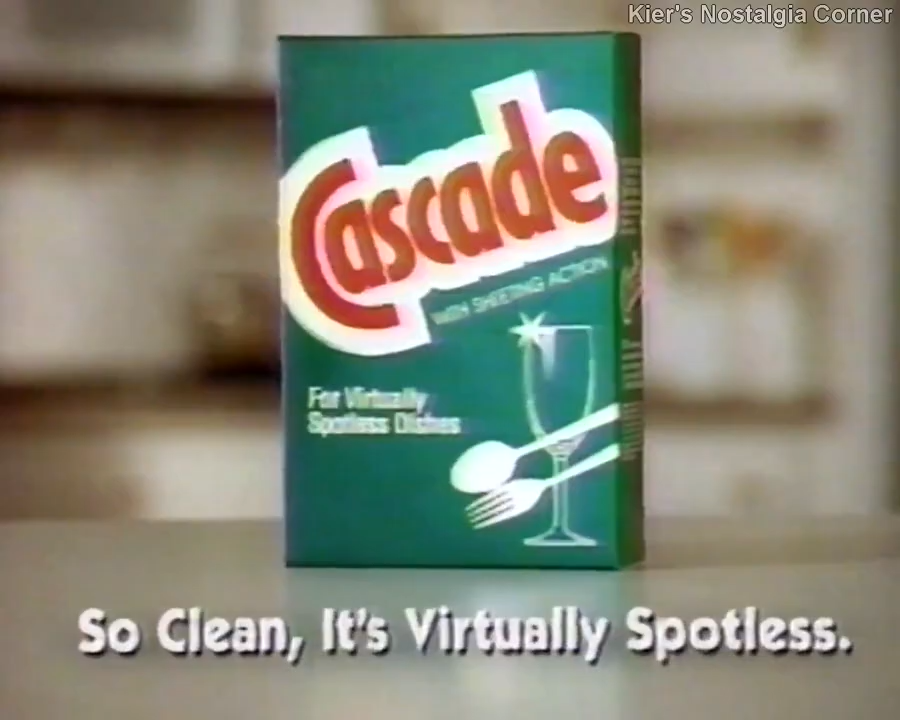 Kier's Nostalgia Corner
Cascade
WITH SHEETING ACTION
For Virtually
Spotless Dishes
So Clean, It's Virtually Spotless.